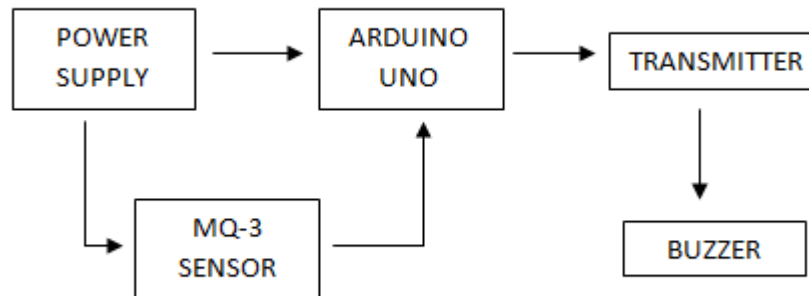 POWER
SUPPLY
ARDUINO
UNO
TRANSMITTER
MQ-3
SENSOR
BUZZER